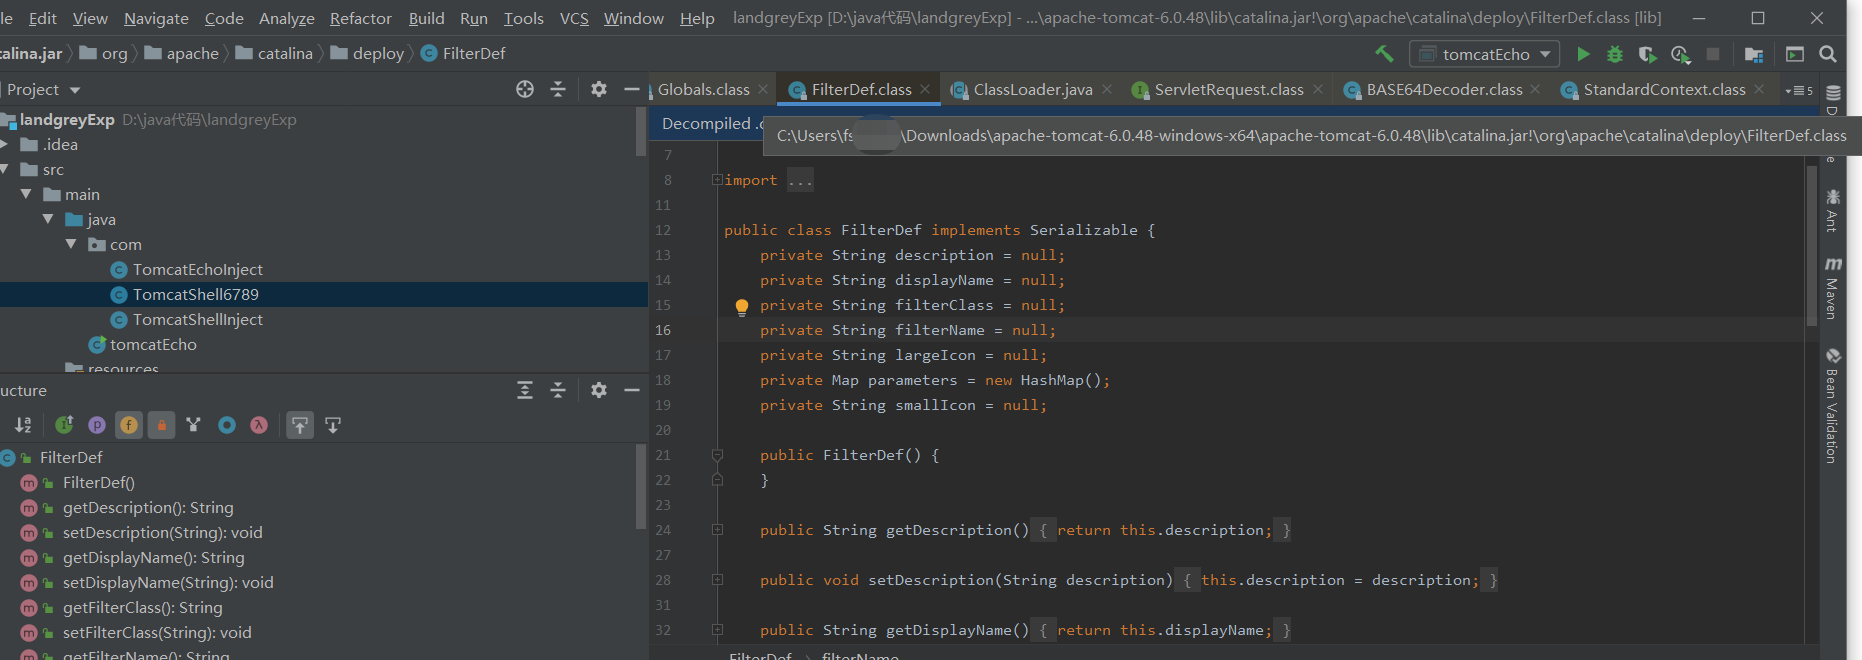 le Edit View Navigate Code Analyze Refactor Build Run Tools VCS Window Help landgreyExp [D:\java代码\landgreyExp] - ...\apache-tomcat-6.0.48\lib\catalina.jar!\org\apache\catalina\deploy\FilterDef.class [lib]
talina.jar org apache catalina deploy FilterDef tomcatEcho
Project
Globals.class FilterDef.class ClassLoader.java ServletRequest.class BASE64Decoder.class StandardContext.class 5
landgreyExp D:\java代码\landgreyExp
.idea
src
main
java
com
TomcatEchoInject
TomcatShell6789
TomcatShellInject
tomcatEcho
resources
Decompiled .c
C:\Users\fs \Downloads\apache-tomcat-6.0.48-windows-x64\apache-tomcat-6.0.48\lib\catalina.jar!\org\apache\catalina\deploy\FilterDef.class
7
8 import ...
11
12 public class FilterDef implements Serializable {
13 private String description = null;
14 private String displayName = null;
15 private String filterClass = null;
16 private String filterName = null;
17 private String largeIcon = null;
18 private Map parameters = new HashMap();
19 private String smallIcon = null;
20
21 public FilterDef() {
22 }
23
24 public String getDescription() { return this.description; }
27
28 public void setDescription(String description) { this.description = description; }
31
32 public String getDisplayName() { return this.displayName; }
FilterDef filterName
ucture
FilterDef
FilterDef()
getDescription(): String
setDescription(String): void
getDisplayName(): String
setDisplayName(String): void
getFilterClass(): String
setFilterClass(String): void
getFilterName(): String
D
e
Ant
Maven
Bean Validation